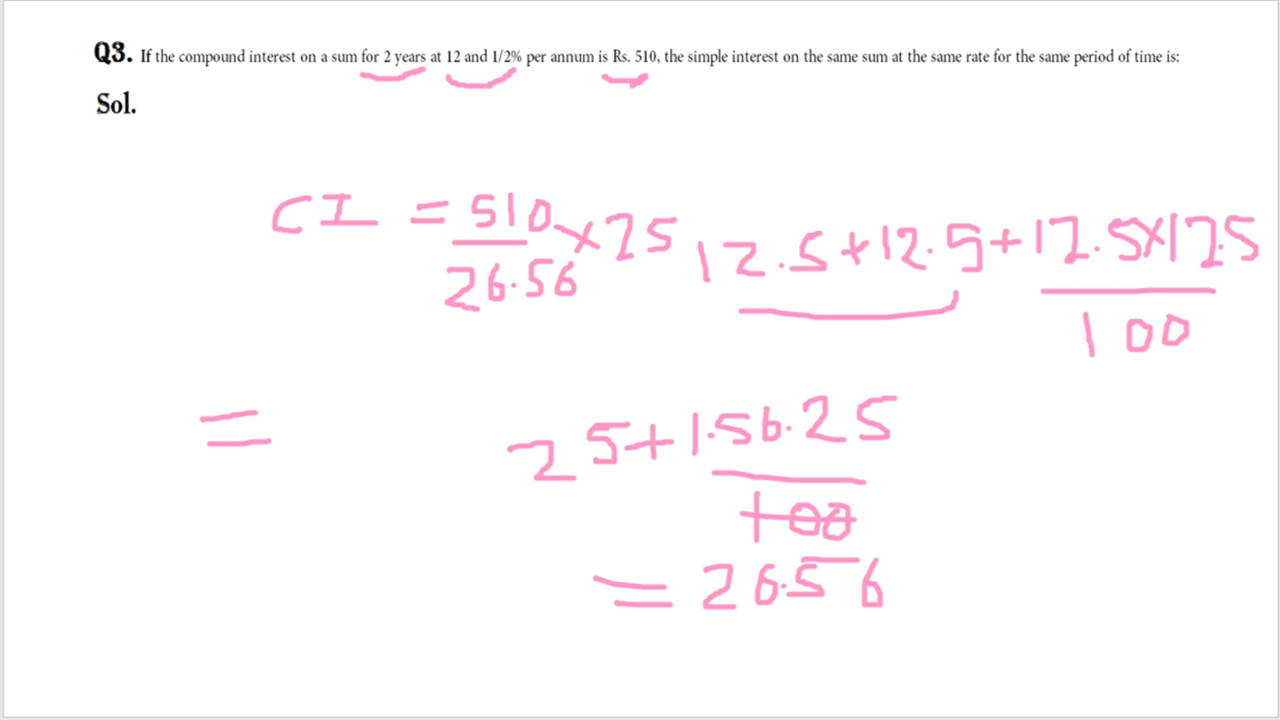 Q3. If the compound interest on a sum for 2 years at 12 and 1/2% per annum is Rs. 510, the simple interest on the same sum at the same rate for the same period of time is:
Sol.
CI = 510/26.56 × 25
12.5 + 12.5 + 12.5×12.5/100
=
25 + 1.56.25/100
= 26.56